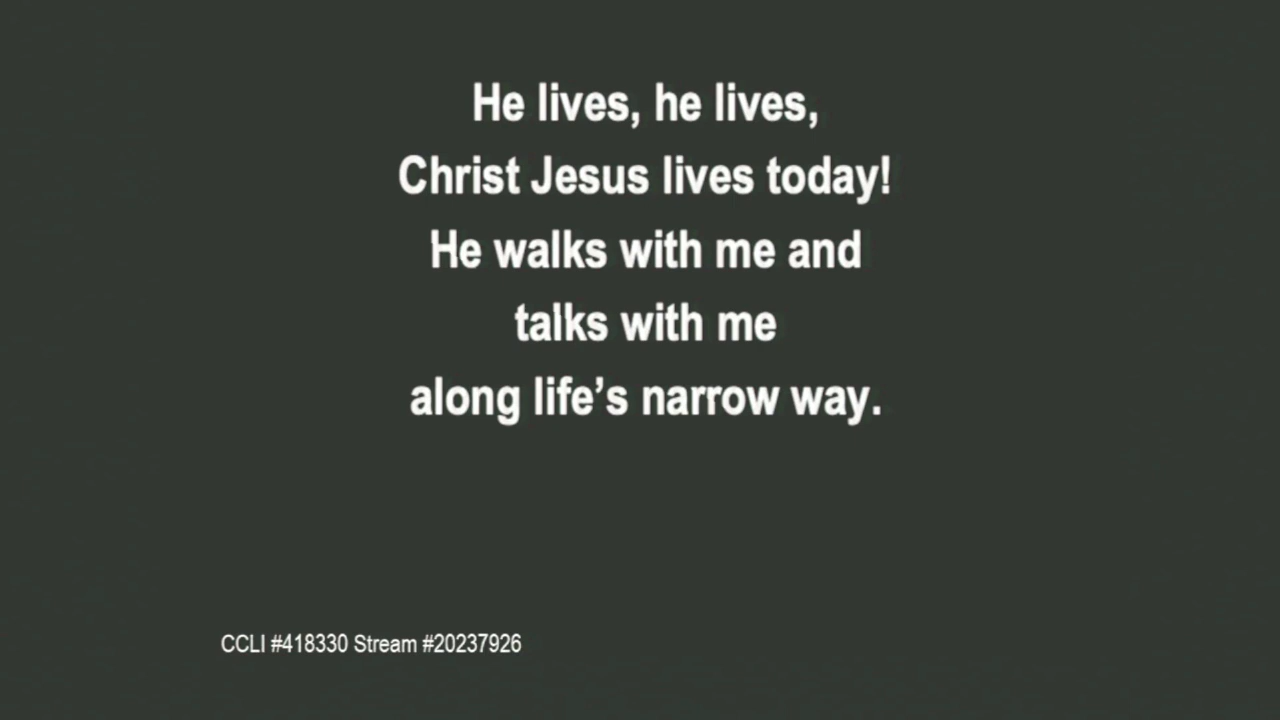 He lives, he lives,
Christ Jesus lives today!
He walks with me and
talks with me
along life’s narrow way.
CCLI #418330 Stream #20237926